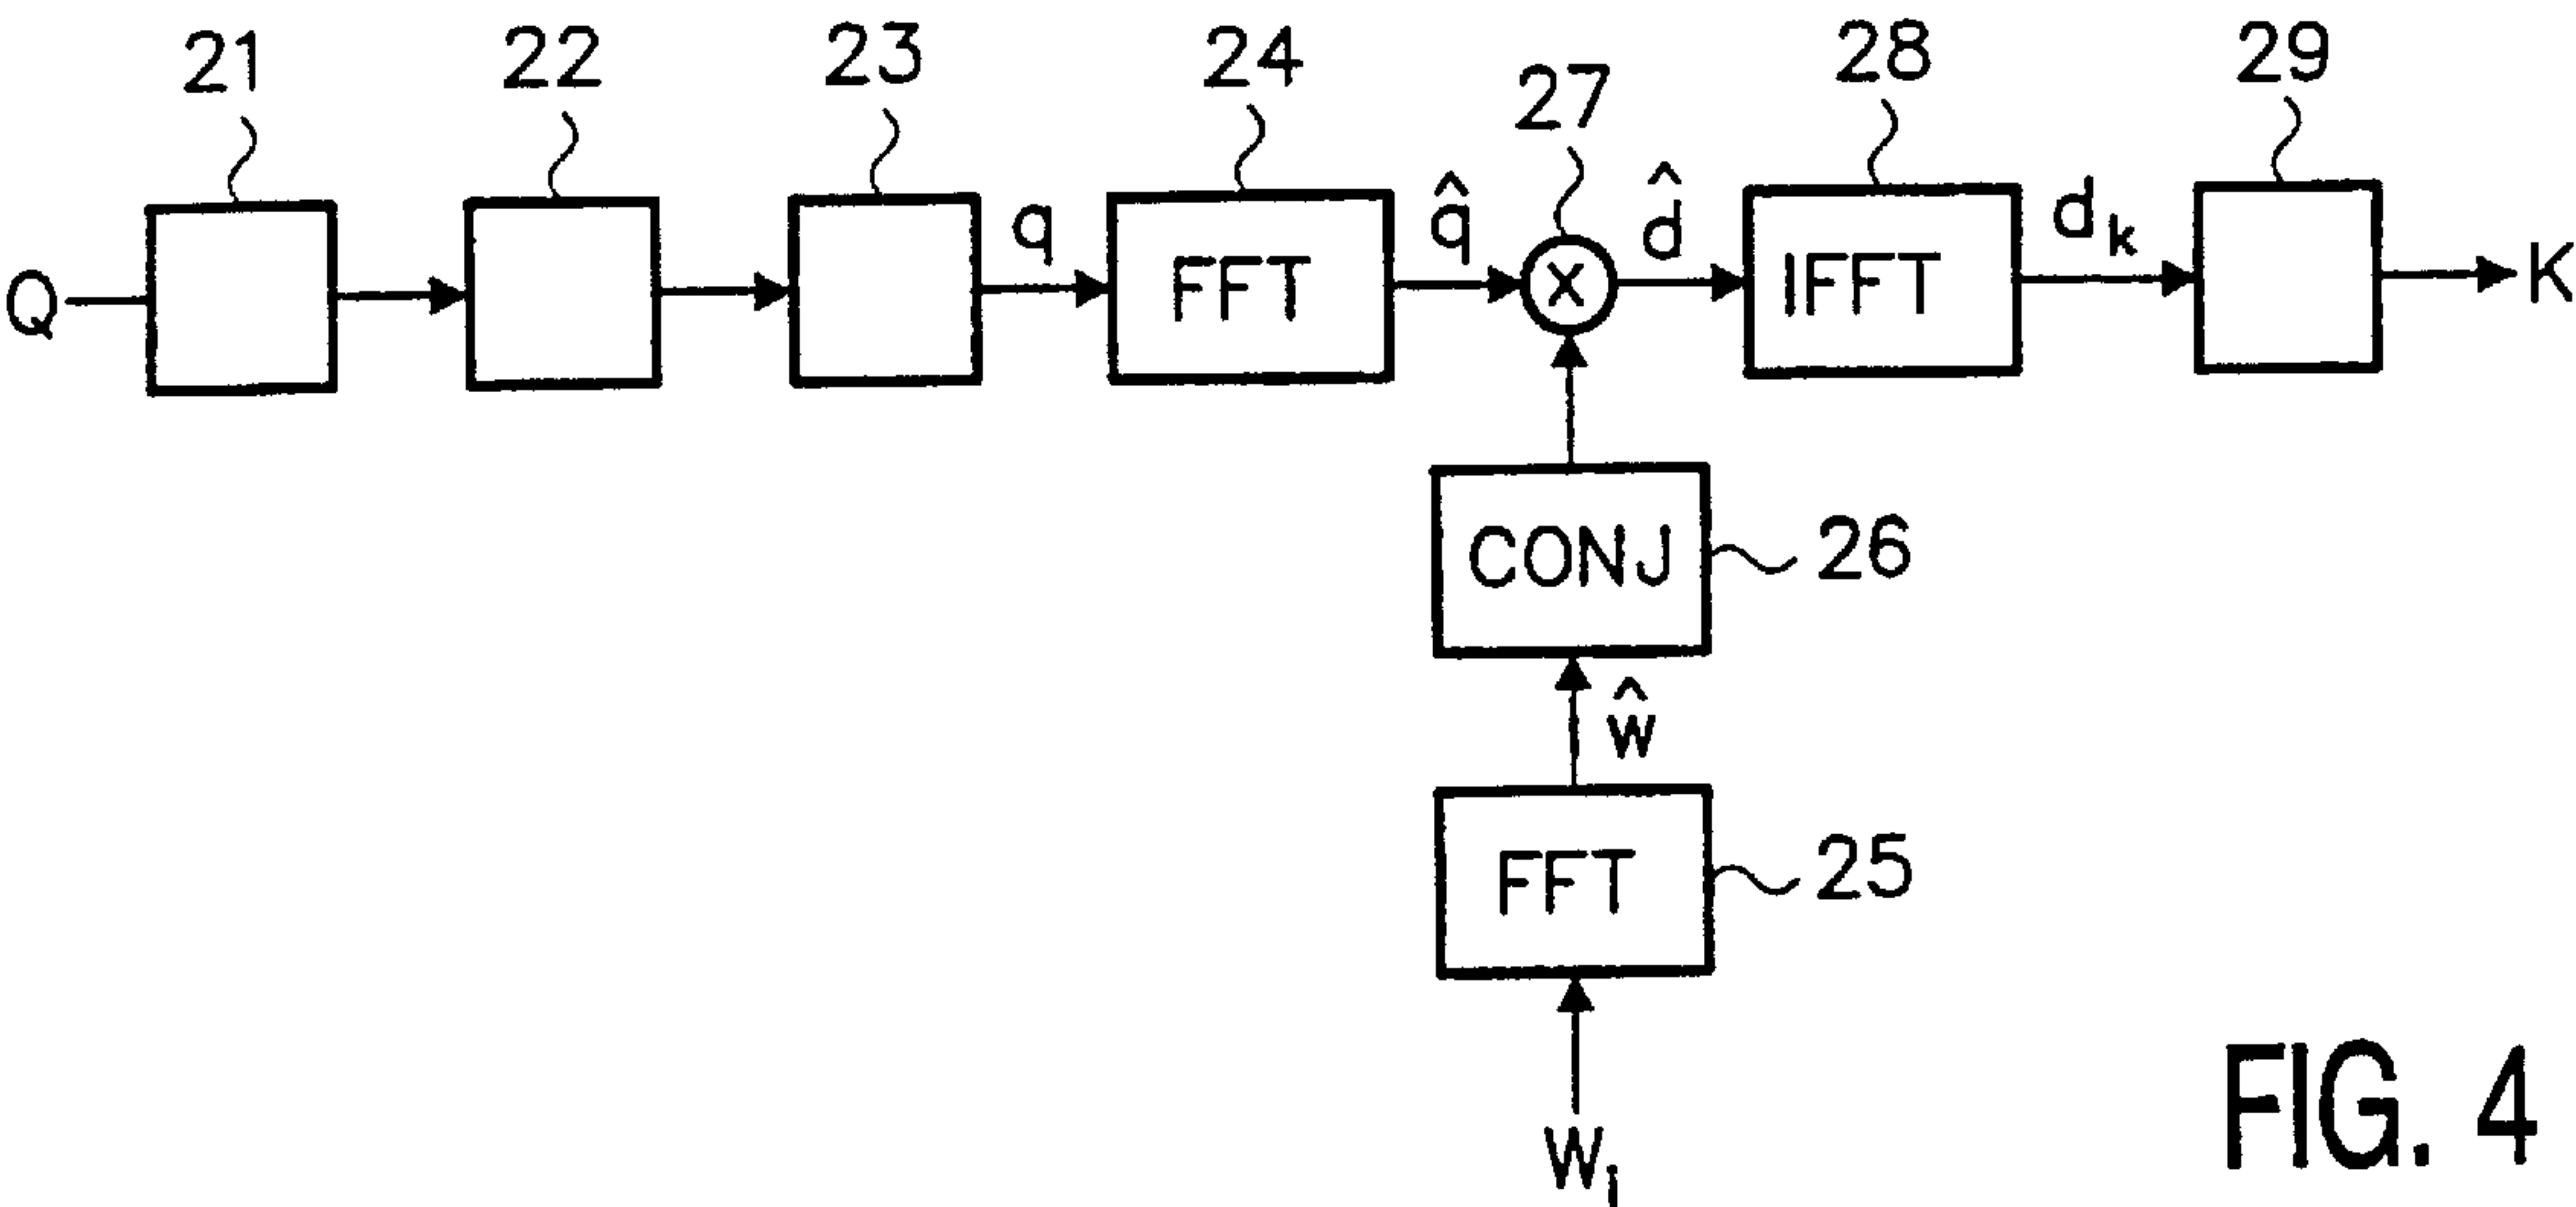 21 22 23 24 27 28 29
Q q FFT q̂ X d̂ IFFT d_k K
CONJ 26
ŵ
FFT 25
W_i
FIG. 4